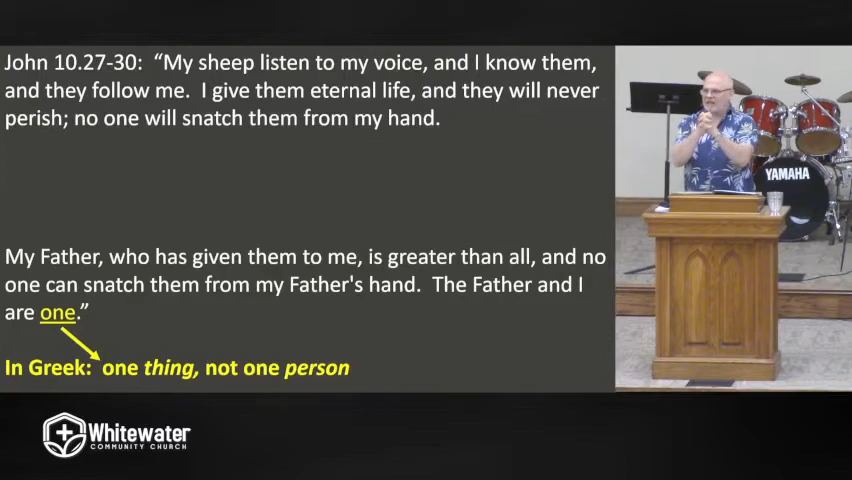 John 10.27-30:  “My sheep listen to my voice, and I know them,
and they follow me.  I give them eternal life, and they will never
perish; no one will snatch them from my hand.
My Father, who has given them to me, is greater than all, and no
one can snatch them from my Father's hand.  The Father and I
are one.”
In Greek:  one thing, not one person
YAMAHA
Whitewater
COMMUNITY CHURCH